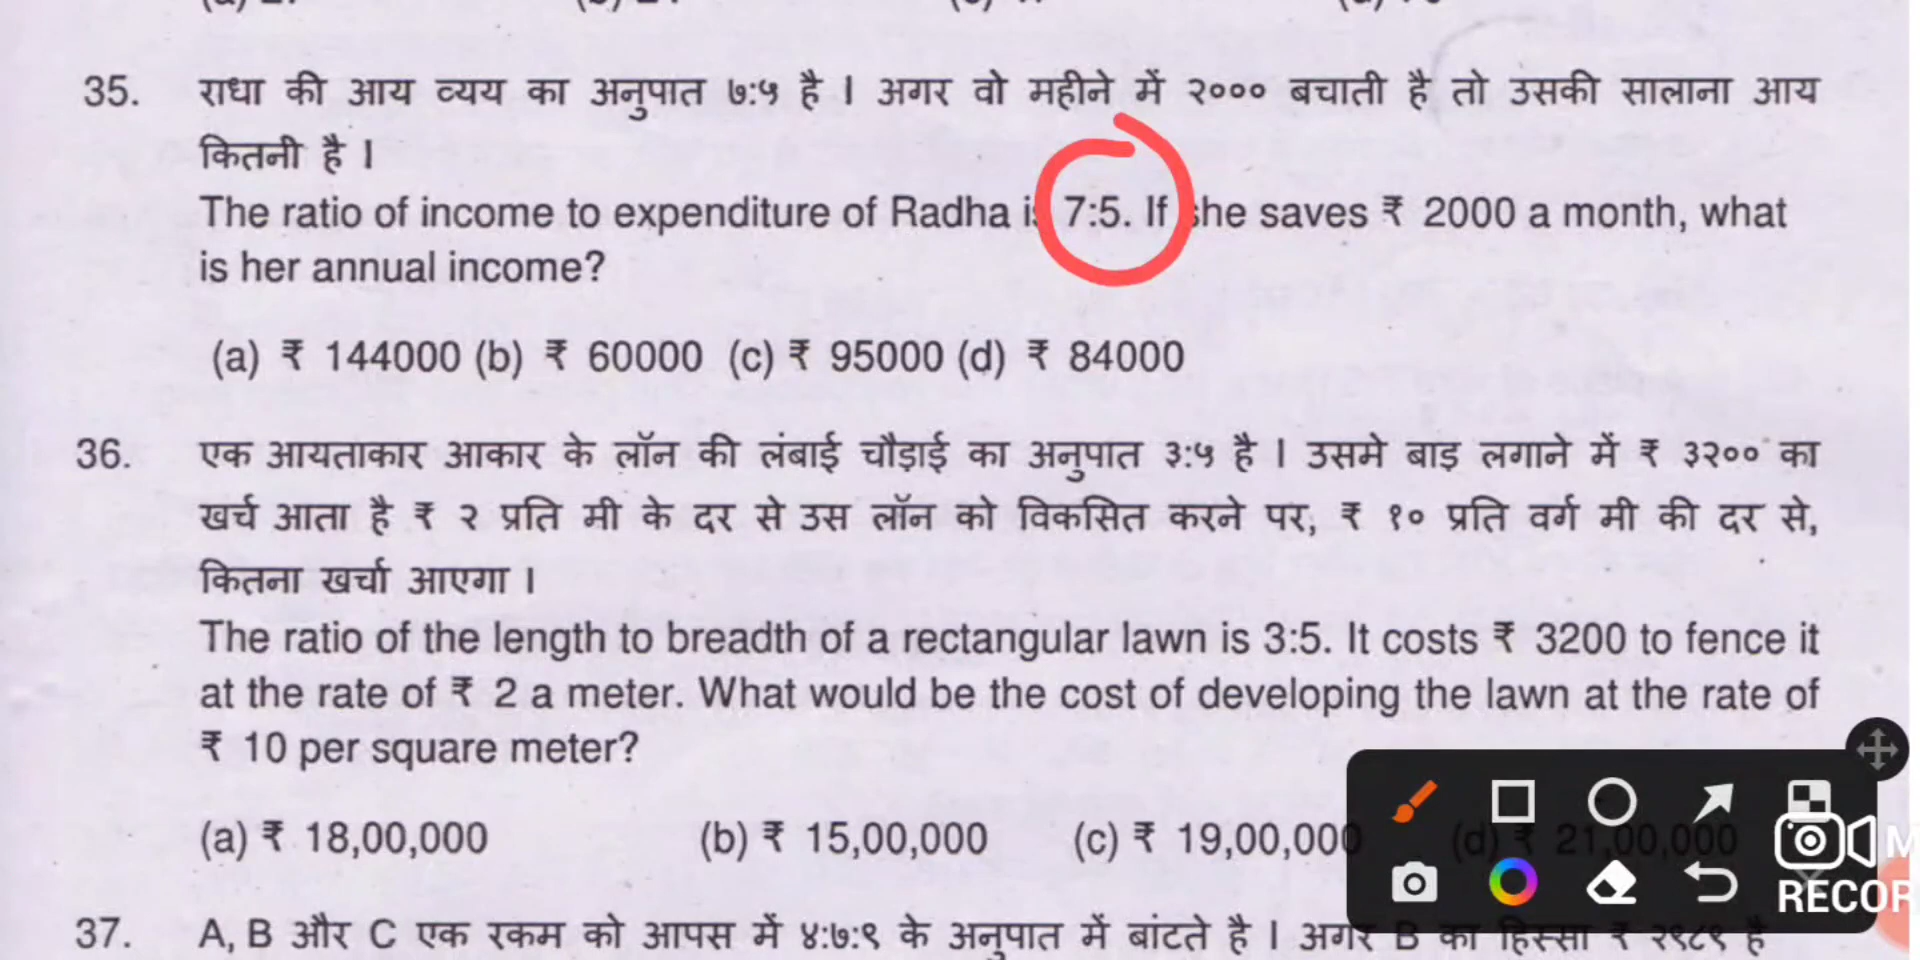 35. राधा की आय व्यय का अनुपात ७:५ है । अगर वो महीने में २००० बचाती है तो उसकी सालाना आय
कितनी है ।
The ratio of income to expenditure of Radha is 7:5. If she saves ₹ 2000 a month, what
is her annual income?
(a) ₹ 144000 (b) ₹ 60000 (c) ₹ 95000 (d) ₹ 84000
36. एक आयताकार आकार के लॉन की लंबाई चौड़ाई का अनुपात ३:५ है । उसमे बाड़ लगाने में ₹ ३२०० का
खर्च आता है ₹ २ प्रति मी के दर से उस लॉन को विकसित करने पर, ₹ १० प्रति वर्ग मी की दर से,
कितना खर्चा आएगा ।
The ratio of the length to breadth of a rectangular lawn is 3:5. It costs ₹ 3200 to fence it
at the rate of ₹ 2 a meter. What would be the cost of developing the lawn at the rate of
₹ 10 per square meter?
(a) ₹ 18,00,000 (b) ₹ 15,00,000 (c) ₹ 19,00,000 (d) ₹ 21,00,000
M
RECOR
37. A, B और C एक रकम को आपस में ४:७:९ के अनुपात में बांटते है । अगर B का हिस्सा ₹ २१८९ है